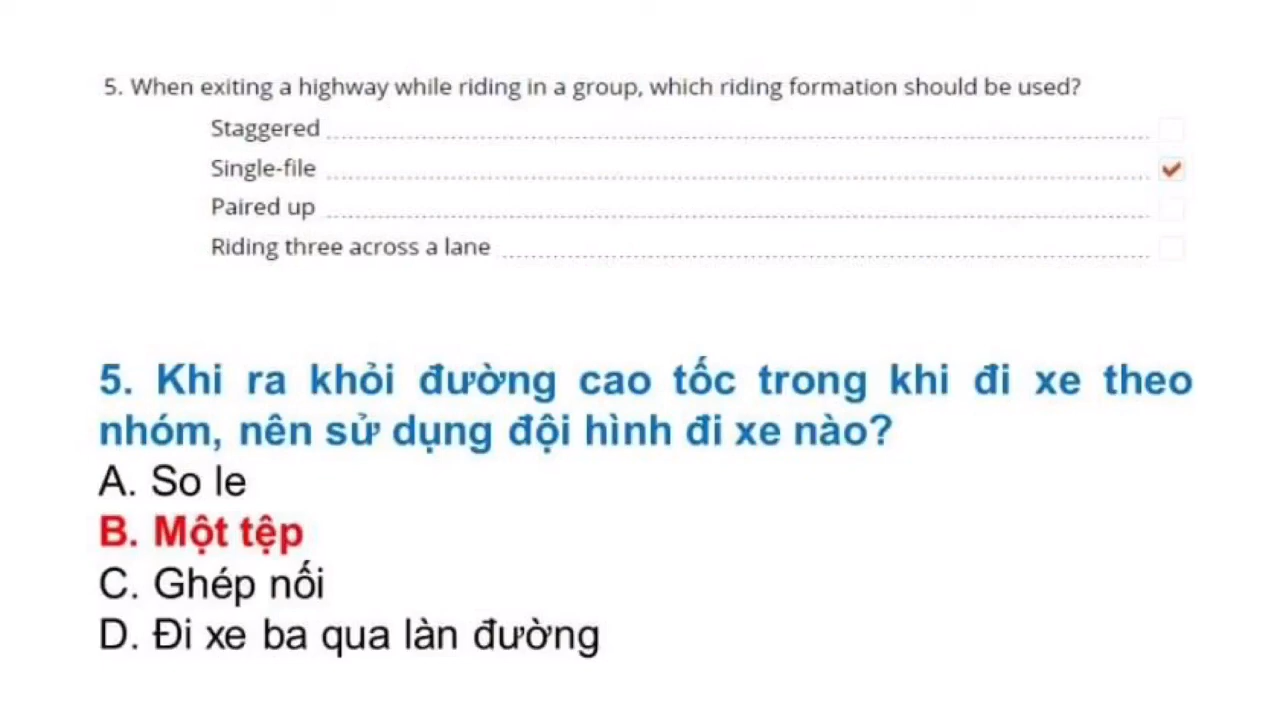 5. When exiting a highway while riding in a group, which riding formation should be used?
Staggered
Single-file
Paired up
Riding three across a lane
5. Khi ra khỏi đường cao tốc trong khi đi xe theo
nhóm, nên sử dụng đội hình đi xe nào?
A. So le
B. Một tệp
C. Ghép nối
D. Đi xe ba qua làn đường